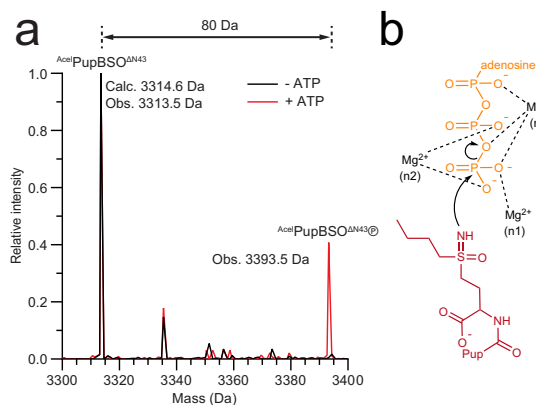 a
80 Da
AcelPupBSOΔN43
Calc. 3314.6 Da
Obs. 3313.5 Da
- ATP
+ ATP
AcelPupBSOΔN43Ⓟ
Obs. 3393.5 Da
Relative intensity
1.0
0.8
0.6
0.4
0.2
0.0
3300
3320
3340
3360
3380
3400
Mass (Da)
b
adenosine
O=P-O-
O
O=P-O-
O
O=P-O-
O-
Mg2+
(n2)
Mg2+
(n1)
NH
S=O
O
O-
NH
Pup
O